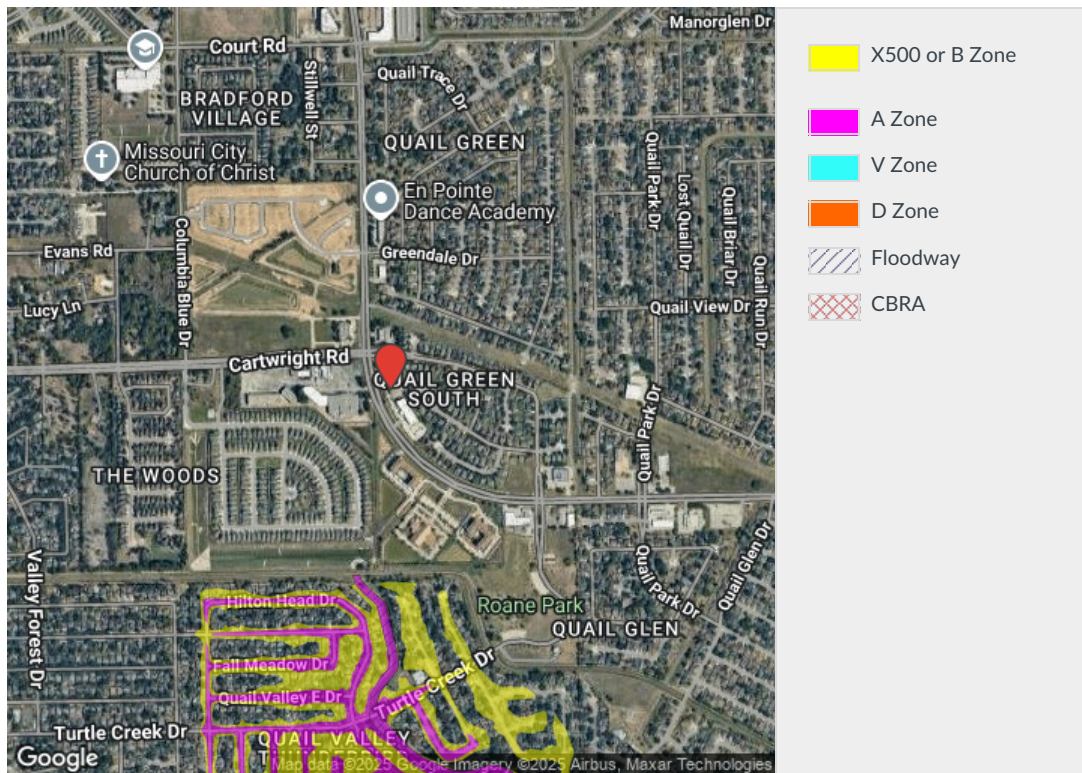 Manorglen Dr
Court Rd
Quail Trace Dr
Stillwell St
BRADFORD
VILLAGE
QUAIL GREEN
Missouri City
Church of Christ
Quail Park Dr
Lost Quail Dr
Quail Briar Dr
En Pointe
Dance Academy
Columbia Blue Dr
Evans Rd
Greendale Dr
Quail Run Dr
Lucy Ln
Quail View Dr
Cartwright Rd
QUAIL GREEN
SOUTH
Quail Park Dr
THE WOODS
Valley Forest Dr
Quail Park Dr
Quail Glen Dr
Hilton Head Dr
Roane Park
QUAIL GLEN
Fall Meadow Dr
Turtle Creek Dr
Quail Valley E Dr
Turtle Creek Dr
QUAIL VALLEY
THUNDERBIRD
Google
Map data ©2025 Google Imagery ©2025 Airbus, Maxar Technologies
X500 or B Zone
A Zone
V Zone
D Zone
Floodway
CBRA